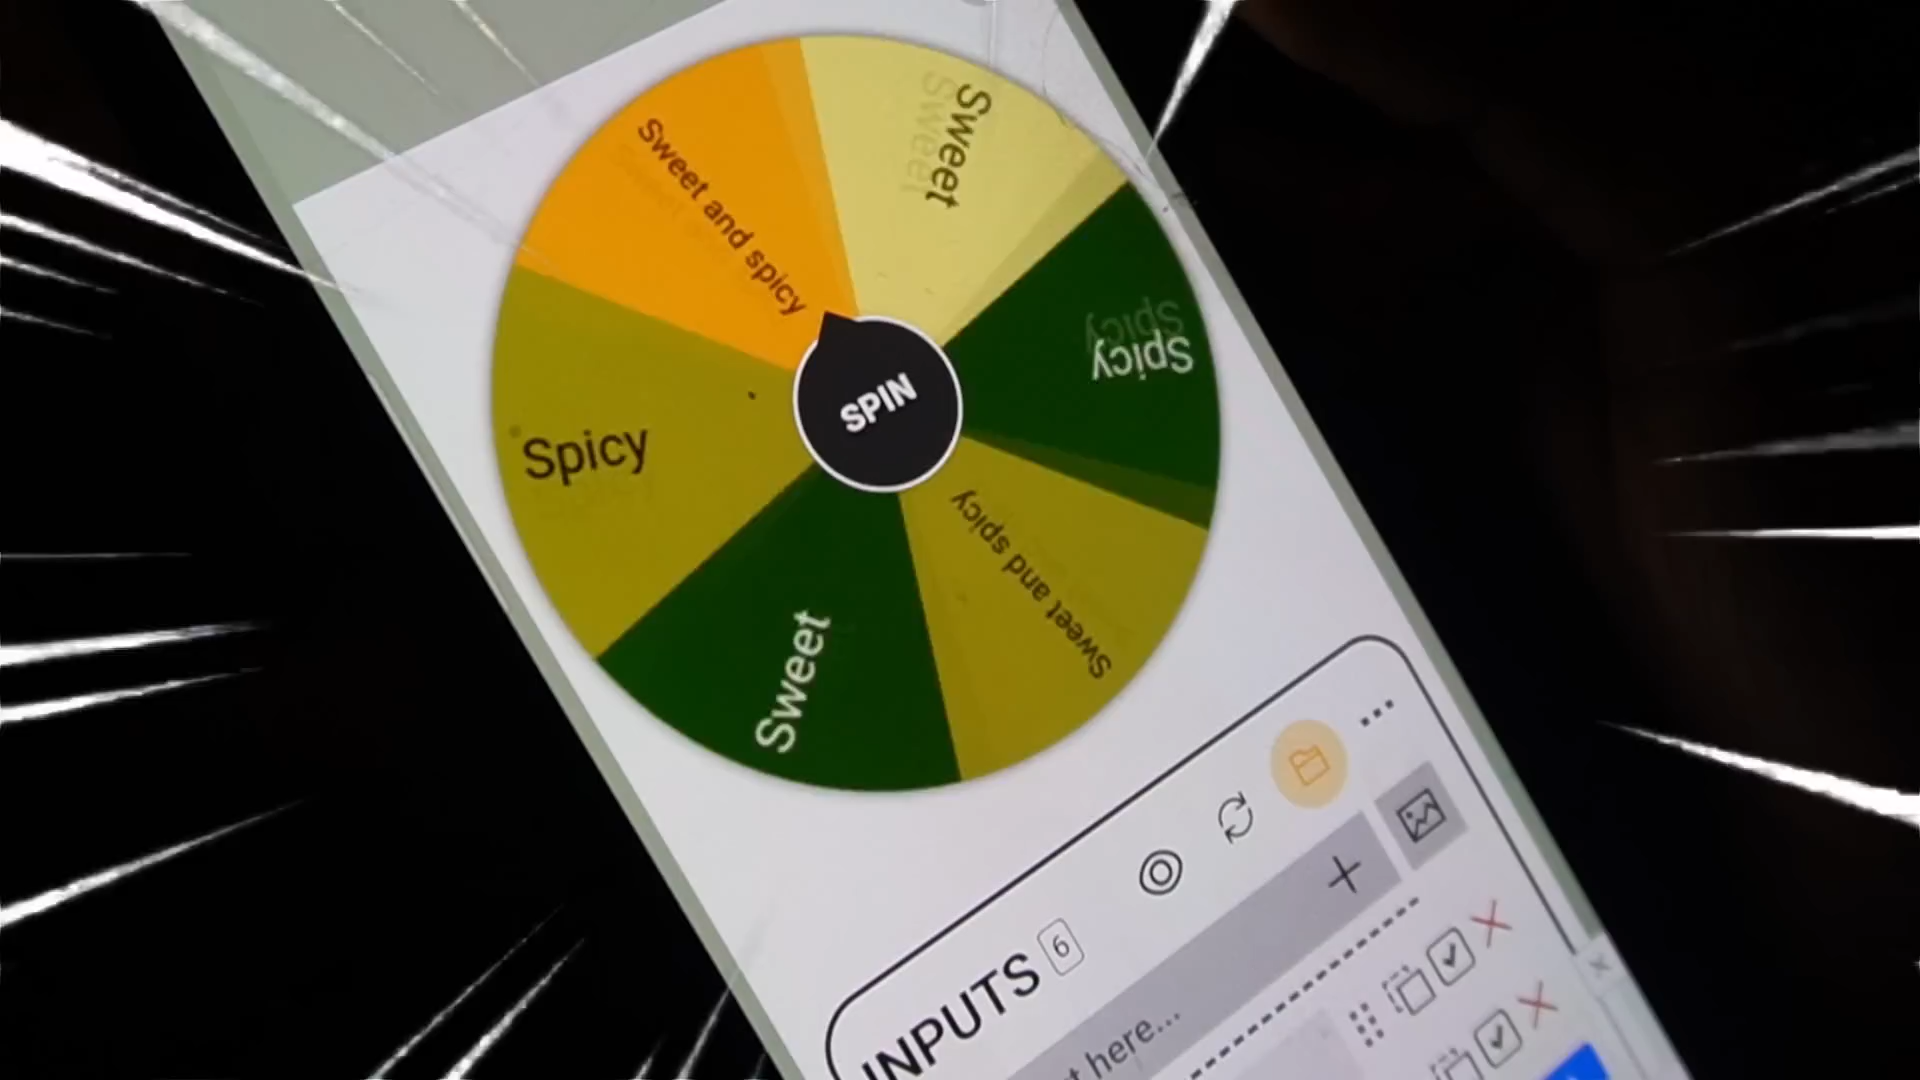 Sweet
Sweet and spicy
Spicy
SPIN
Spicy
Sweet and spicy
Sweet
INPUTS 6
t here...